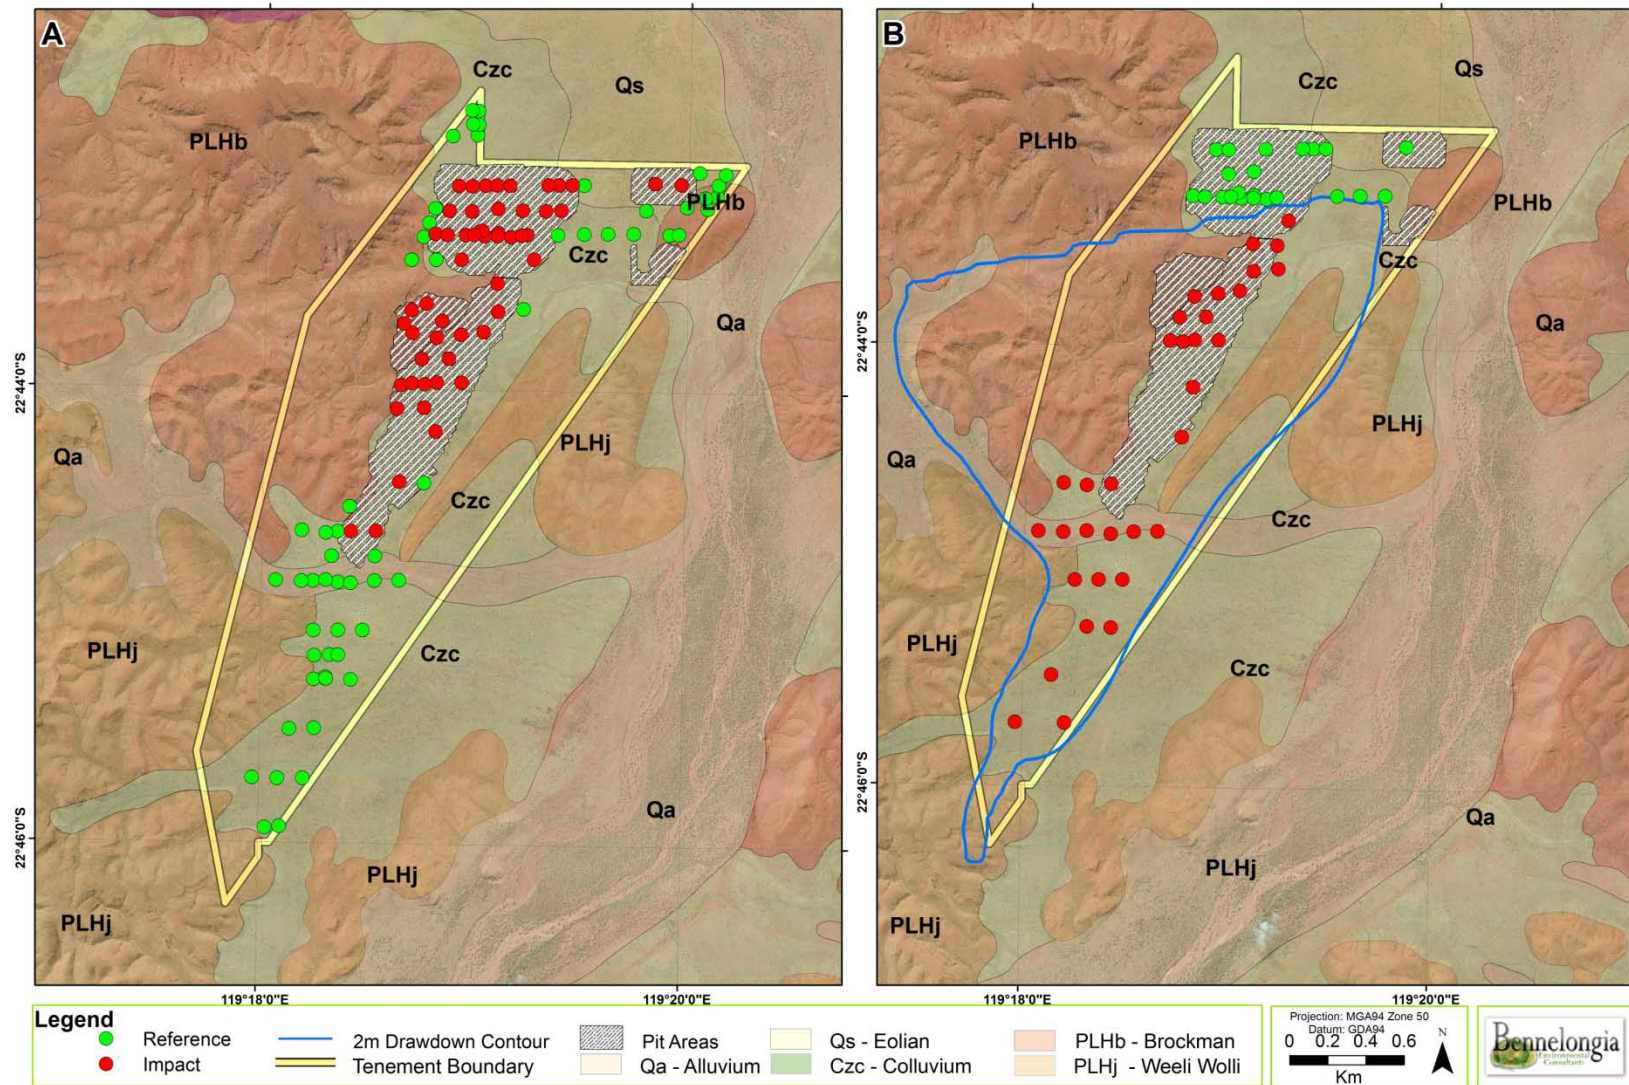 A
Czc
Qs
PLHb
PLHb
Czc
Qa
22°44'0"S
Qa
PLHj
Czc
PLHj
Czc
22°46'0"S
Qa
PLHj
PLHj
119°18'0"E
119°20'0"E
B
Qs
Czc
PLHb
PLHb
Czc
Qa
22°44'0"S
PLHj
Qa
Czc
PLHj
Czc
22°46'0"S
Qa
PLHj
PLHj
119°18'0"E
119°20'0"E
Legend
Reference
Impact
2m Drawdown Contour
Tenement Boundary
Pit Areas
Qa - Alluvium
Qs - Eolian
Czc - Colluvium
PLHb - Brockman
PLHj - Weeli Wolli
Projection: MGA94 Zone 50
Datum: GDA94
N
0 0.2 0.4 0.6
Km
Bennelongia
Environmental
Consultants